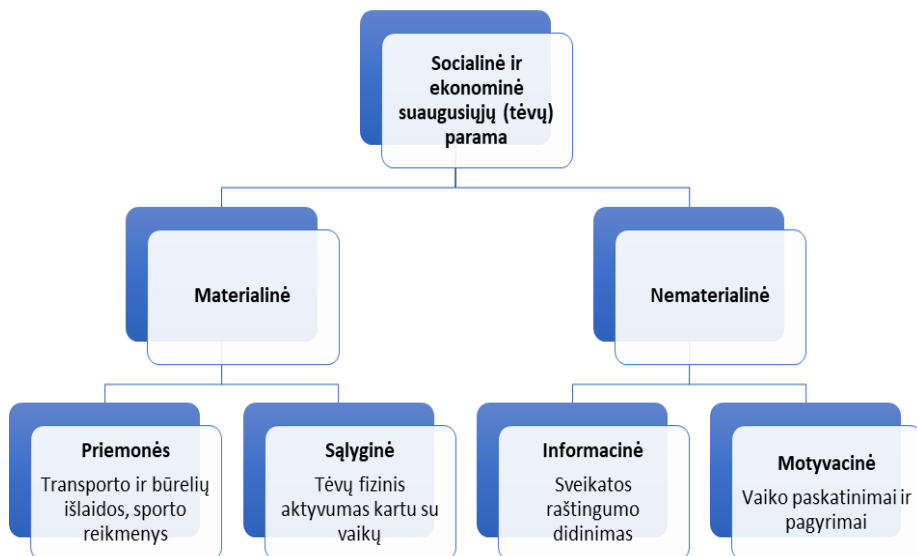 Socialinė ir
ekonominė
suaugusiųjų (tėvų)
parama
Materialinė
Nematerialinė
Priemonės
Transporto ir būrelių
išlaidos, sporto
reikmenys
Sąlyginė
Tėvų fizinis
aktyvumas kartu su
vaikų
Informacinė
Sveikatos
raštingumo
didinimas
Motyvacinė
Vaiko paskatinimai ir
pagyrimai